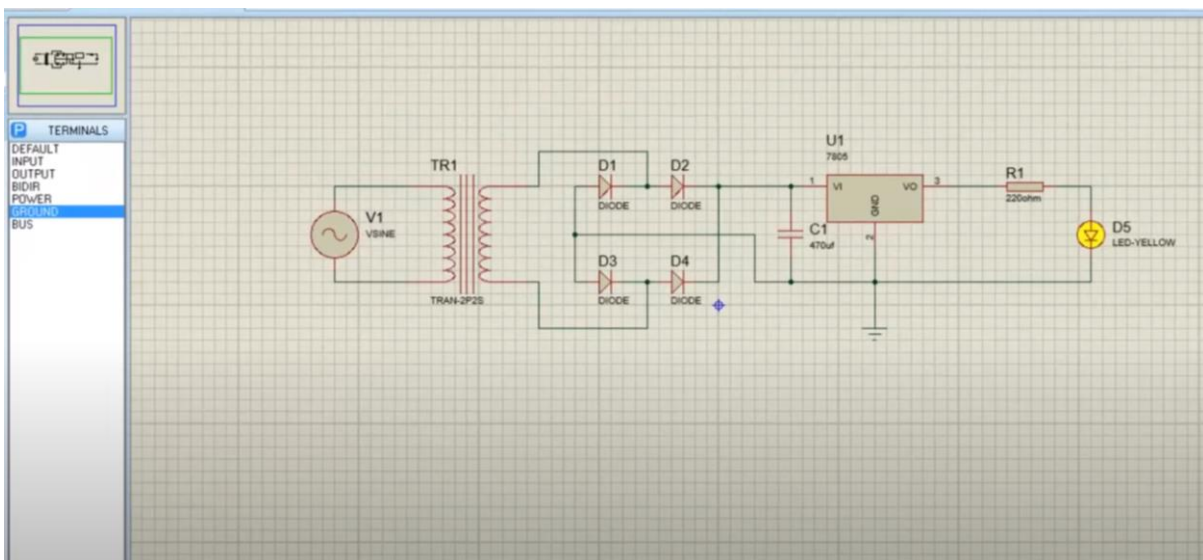 P TERMINALS
DEFAULT
INPUT
OUTPUT
BIDIR
POWER
GROUND
BUS
TR1
TRAN-2P2S
V1
VSINE
D1
DIODE
D2
DIODE
D3
DIODE
D4
DIODE
C1
470uf
U1
7805
1
VI
VO
3
GND
2
R1
220ohm
D5
LED-YELLOW